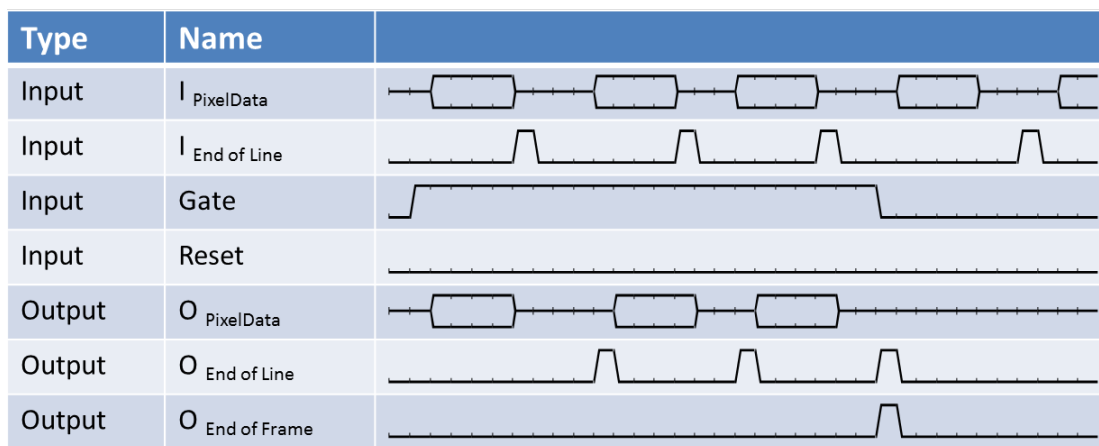 Type Name
Input I PixelData
Input I End of Line
Input Gate
Input Reset
Output O PixelData
Output O End of Line
Output O End of Frame